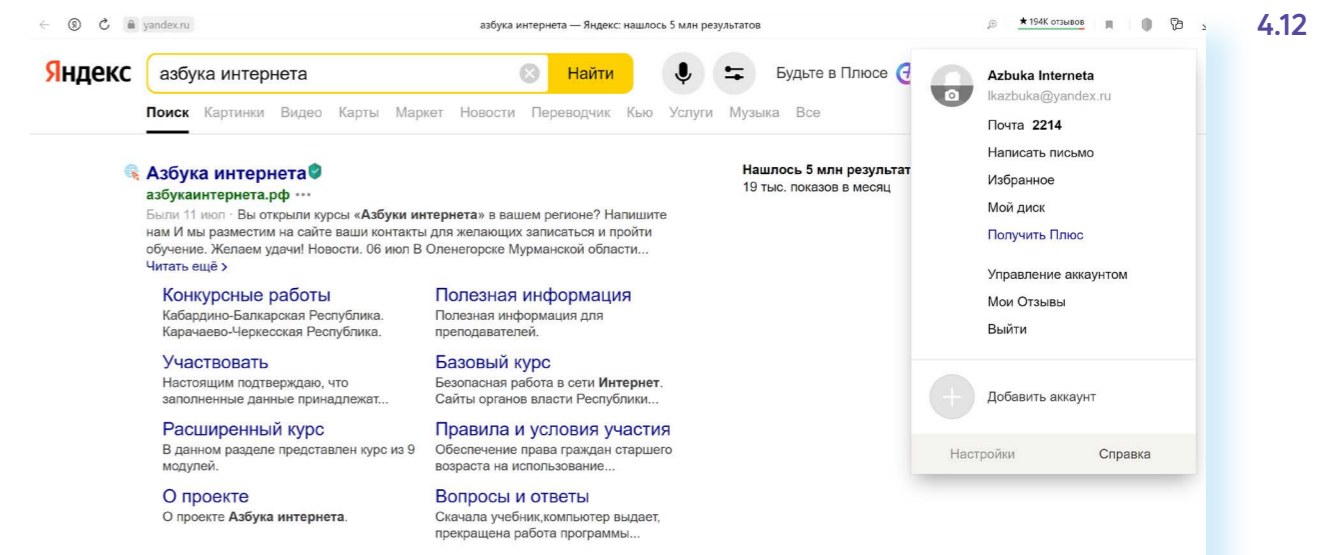 yandex.ru
азбука интернета — Яндекс: нашлось 5 млн результатов
★ 194K отзывов
4.12
Яндекс
азбука интернета
Найти
Будьте в Плюсе
Поиск Картинки Видео Карты Маркет Новости Переводчик Кью Услуги Музыка Все
Азбука интернета
азбукаинтернета.рф ···
Были 11 июл · Вы открыли курсы «Азбуки интернета» в вашем регионе? Напишите
нам И мы разместим на сайте ваши контакты для желающих записаться и пройти
обучение. Желаем удачи! Новости. 06 июл В Оленегорске Мурманской области...
Читать ещё >
Конкурсные работы
Кабардино-Балкарская Республика.
Карачаево-Черкесская Республика.
Полезная информация
Полезная информация для
преподавателей.
Участвовать
Настоящим подтверждаю, что
заполненные данные принадлежат...
Базовый курс
Безопасная работа в сети Интернет.
Сайты органов власти Республики...
Расширенный курс
В данном разделе представлен курс из 9
модулей.
Правила и условия участия
Обеспечение права граждан старшего
возраста на использование...
О проекте
О проекте Азбука интернета.
Вопросы и ответы
Скачала учебник,компьютер выдает,
прекращена работа программы...
Нашлось 5 млн результат
19 тыс. показов в месяц
Azbuka Interneta
lkazbuka@yandex.ru
Почта 2214
Написать письмо
Избранное
Мой диск
Получить Плюс
Управление аккаунтом
Мои Отзывы
Выйти
Добавить аккаунт
Настройки
Справка